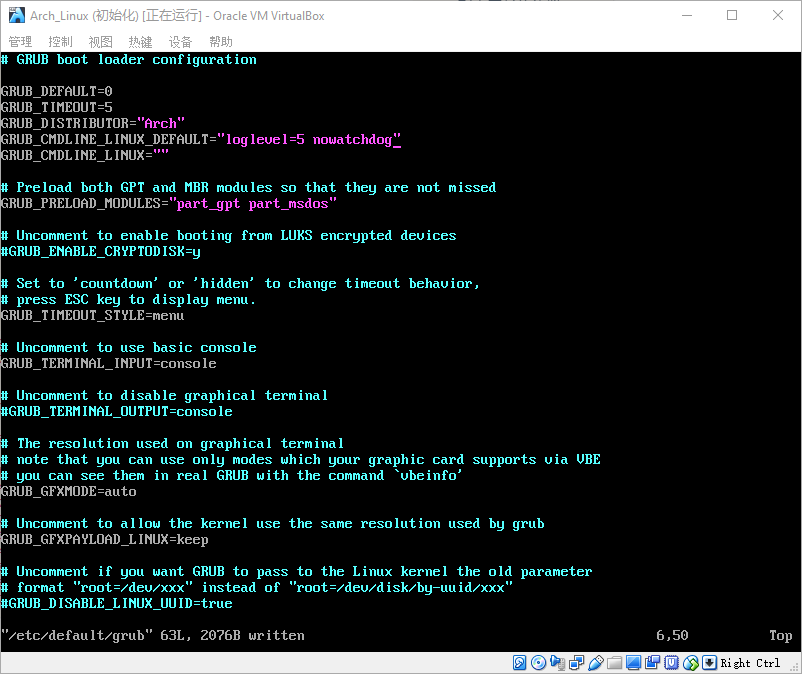 Arch_Linux (初始化) [正在运行] - Oracle VM VirtualBox
管理 控制 视图 热键 设备 帮助
# GRUB boot loader configuration
GRUB_DEFAULT=0
GRUB_TIMEOUT=5
GRUB_DISTRIBUTOR="Arch"
GRUB_CMDLINE_LINUX_DEFAULT="loglevel=5 nowatchdog"
GRUB_CMDLINE_LINUX=""
# Preload both GPT and MBR modules so that they are not missed
GRUB_PRELOAD_MODULES="part_gpt part_msdos"
# Uncomment to enable booting from LUKS encrypted devices
#GRUB_ENABLE_CRYPTODISK=y
# Set to 'countdown' or 'hidden' to change timeout behavior,
# press ESC key to display menu.
GRUB_TIMEOUT_STYLE=menu
# Uncomment to use basic console
GRUB_TERMINAL_INPUT=console
# Uncomment to disable graphical terminal
#GRUB_TERMINAL_OUTPUT=console
# The resolution used on graphical terminal
# note that you can use only modes which your graphic card supports via VBE
# you can see them in real GRUB with the command `vbeinfo'
GRUB_GFXMODE=auto
# Uncomment to allow the kernel use the same resolution used by grub
GRUB_GFXPAYLOAD_LINUX=keep
# Uncomment if you want GRUB to pass to the Linux kernel the old parameter
# format "root=/dev/xxx" instead of "root=/dev/disk/by-uuid/xxx"
#GRUB_DISABLE_LINUX_UUID=true
"/etc/default/grub" 63L, 2076B written 6,50 Top
Right Ctrl